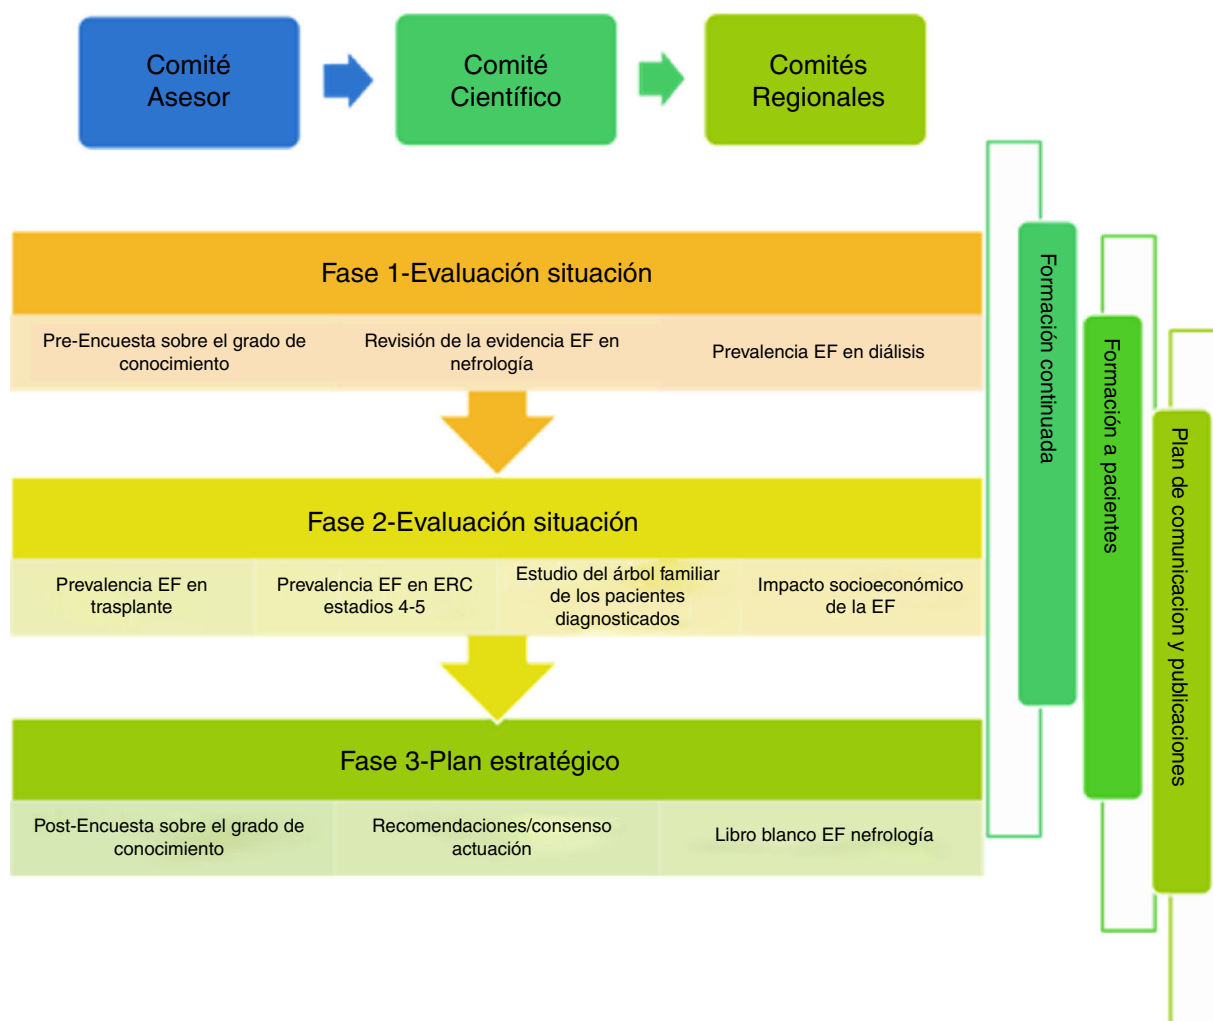 Comité
Asesor
Comité
Científico
Comités
Regionales
Fase 1-Evaluación situación
Pre-Encuesta sobre el grado de
conocimiento
Revisión de la evidencia EF en
nefrología
Prevalencia EF en diálisis
Fase 2-Evaluación situación
Prevalencia EF en
trasplante
Prevalencia EF en ERC
estadios 4-5
Estudio del árbol familiar
de los pacientes
diagnosticados
Impacto socioeconómico
de la EF
Fase 3-Plan estratégico
Post-Encuesta sobre el grado de
conocimiento
Recomendaciones/consenso
actuación
Libro blanco EF nefrología
Formación continuada
Formación a pacientes
Plan de comunicacion y publicaciones